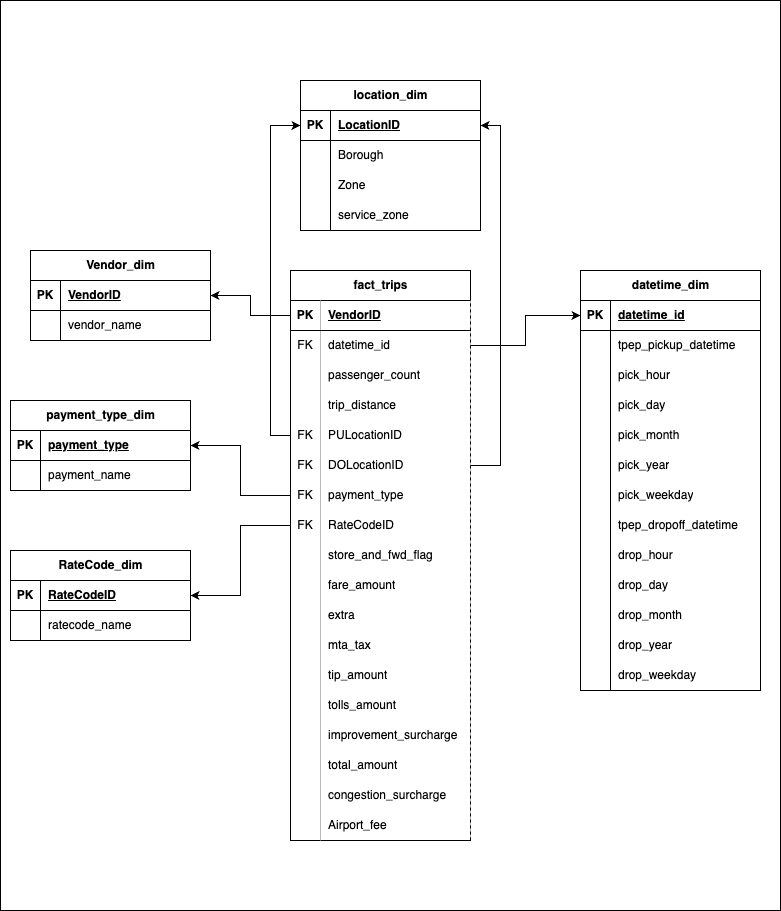 location_dim
PK LocationID
Borough
Zone
service_zone
Vendor_dim
PK VendorID
vendor_name
payment_type_dim
PK payment_type
payment_name
RateCode_dim
PK RateCodeID
ratecode_name
fact_trips
PK VendorID
FK datetime_id
passenger_count
trip_distance
FK PULocationID
FK DOLocationID
FK payment_type
FK RateCodeID
store_and_fwd_flag
fare_amount
extra
mta_tax
tip_amount
tolls_amount
improvement_surcharge
total_amount
congestion_surcharge
Airport_fee
datetime_dim
PK datetime_id
tpep_pickup_datetime
pick_hour
pick_day
pick_month
pick_year
pick_weekday
tpep_dropoff_datetime
drop_hour
drop_day
drop_month
drop_year
drop_weekday